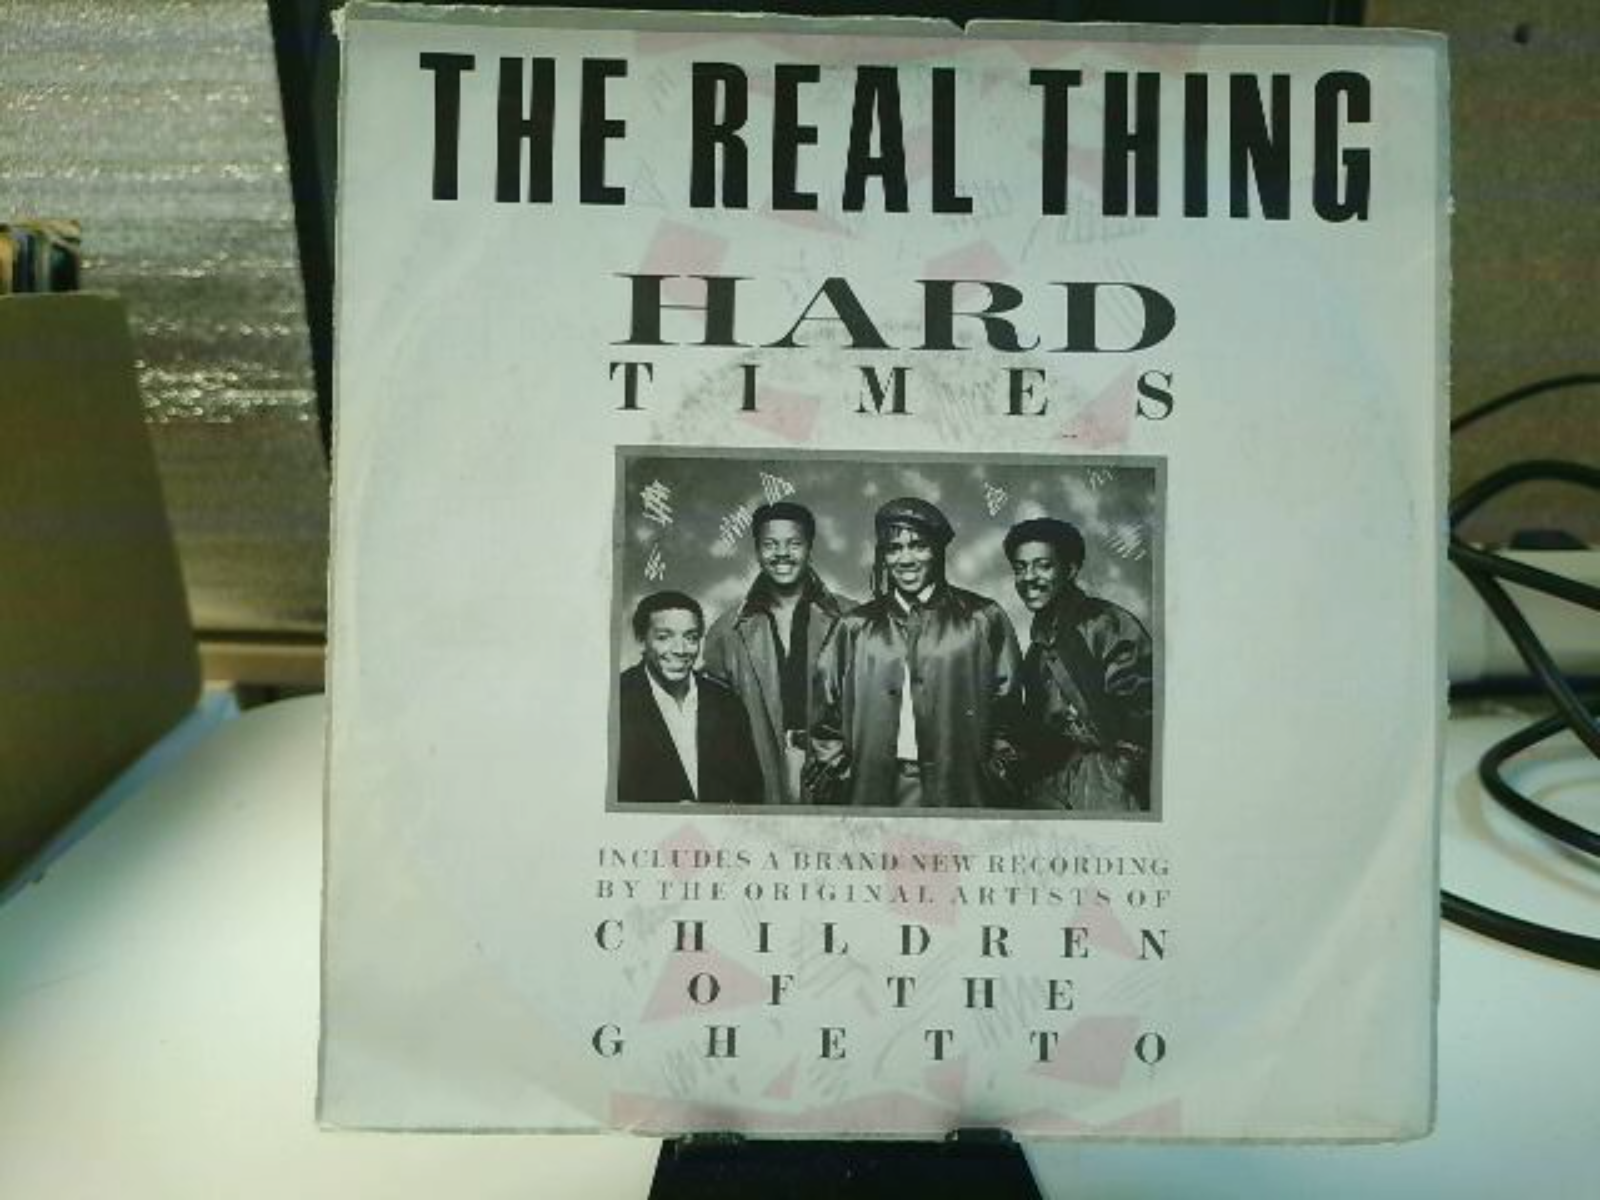 THE REAL THING
HARD
TIMES
INCLUDES A BRAND NEW RECORDING
BY THE ORIGINAL ARTISTS OF
CHILDREN
OF THE
GHETTO